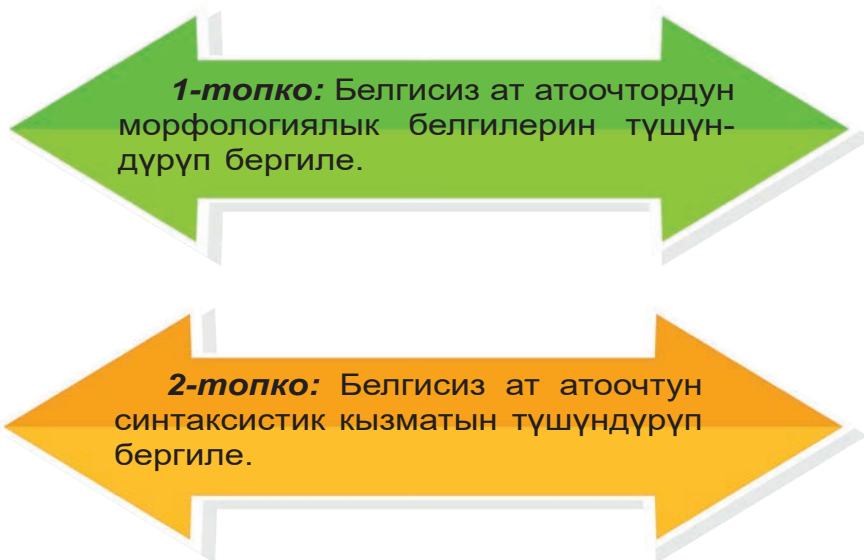 1-топко: Белгисиз ат атоочтордун
морфологиялык белгилерин түшүн-
дүрүп бергиле.
2-топко: Белгисиз ат атоочтун
синтаксистик кызматын түшүндүрүп
бергиле.